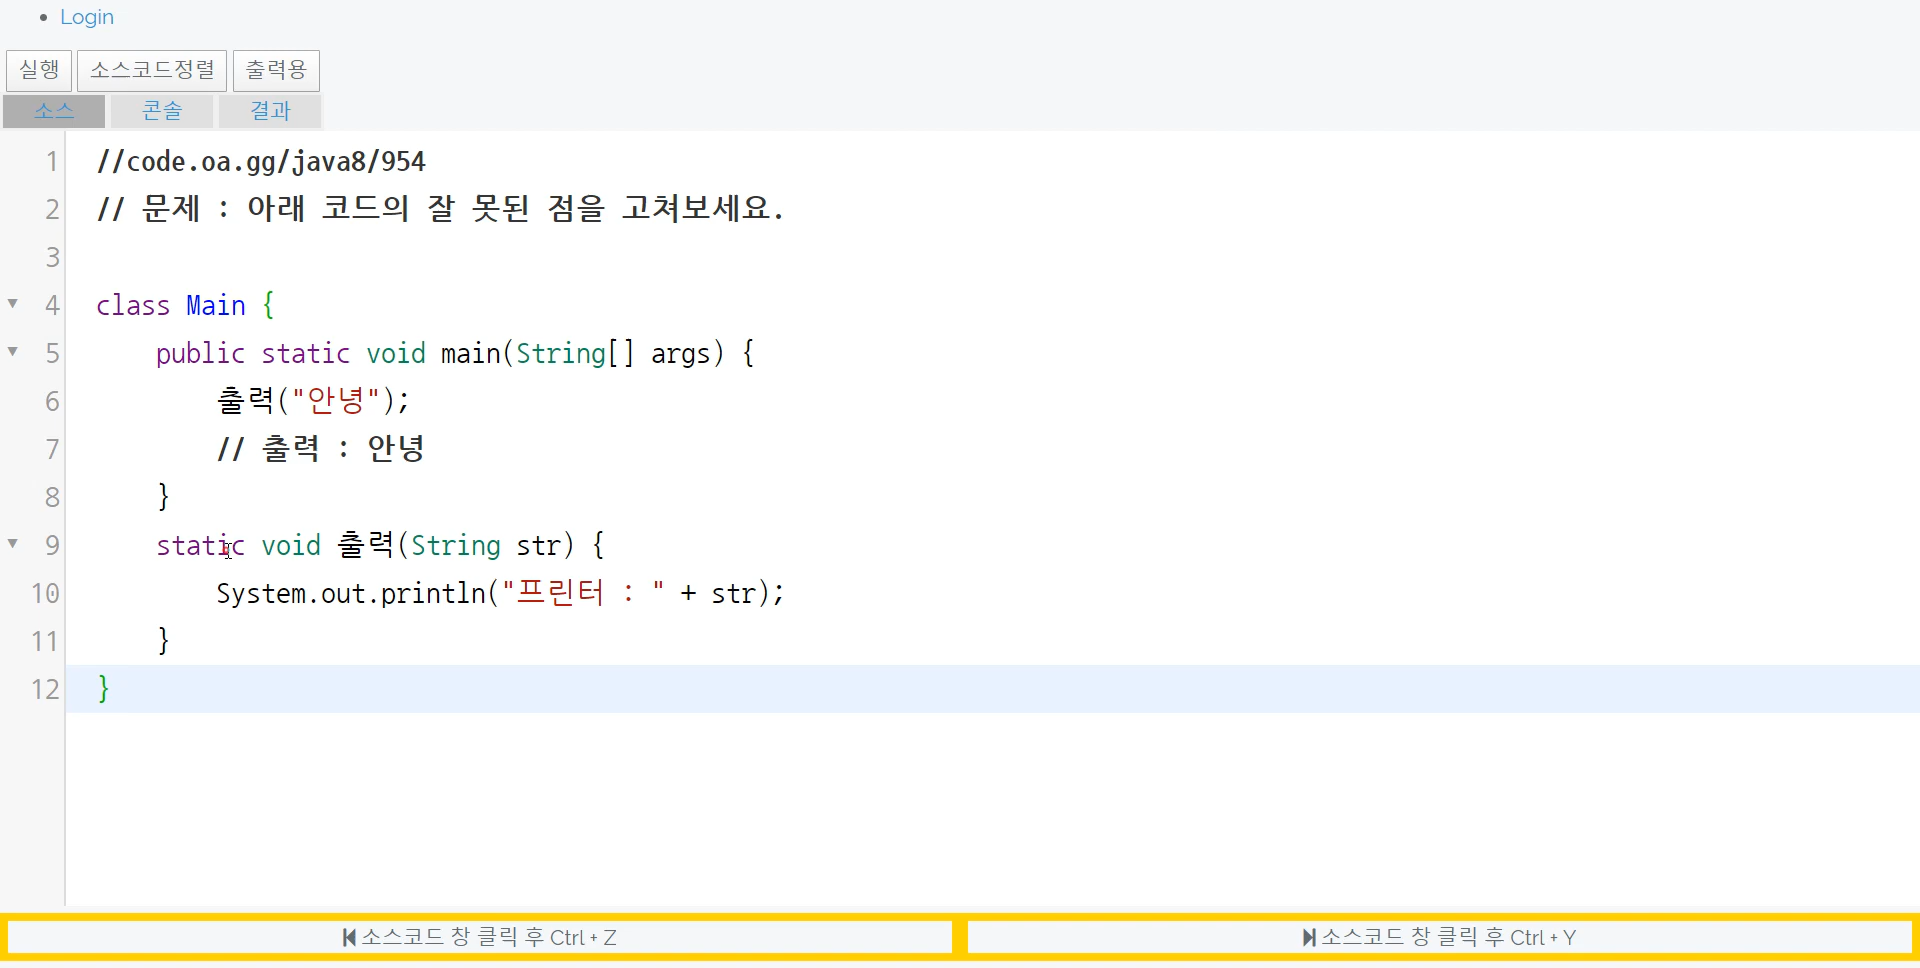 Login
실행 소스코드정렬 출력용
소스 콘솔 결과
1 //code.oa.gg/java8/954
2 // 문제 : 아래 코드의 잘 못된 점을 고쳐보세요.
3
4 class Main {
5 public static void main(String[] args) {
6 출력("안녕");
7 // 출력 : 안녕
8 }
9 static void 출력(String str) {
10 System.out.println("프린터 : " + str);
11 }
12 }
소스코드 창 클릭 후 Ctrl + Z
소스코드 창 클릭 후 Ctrl + Y